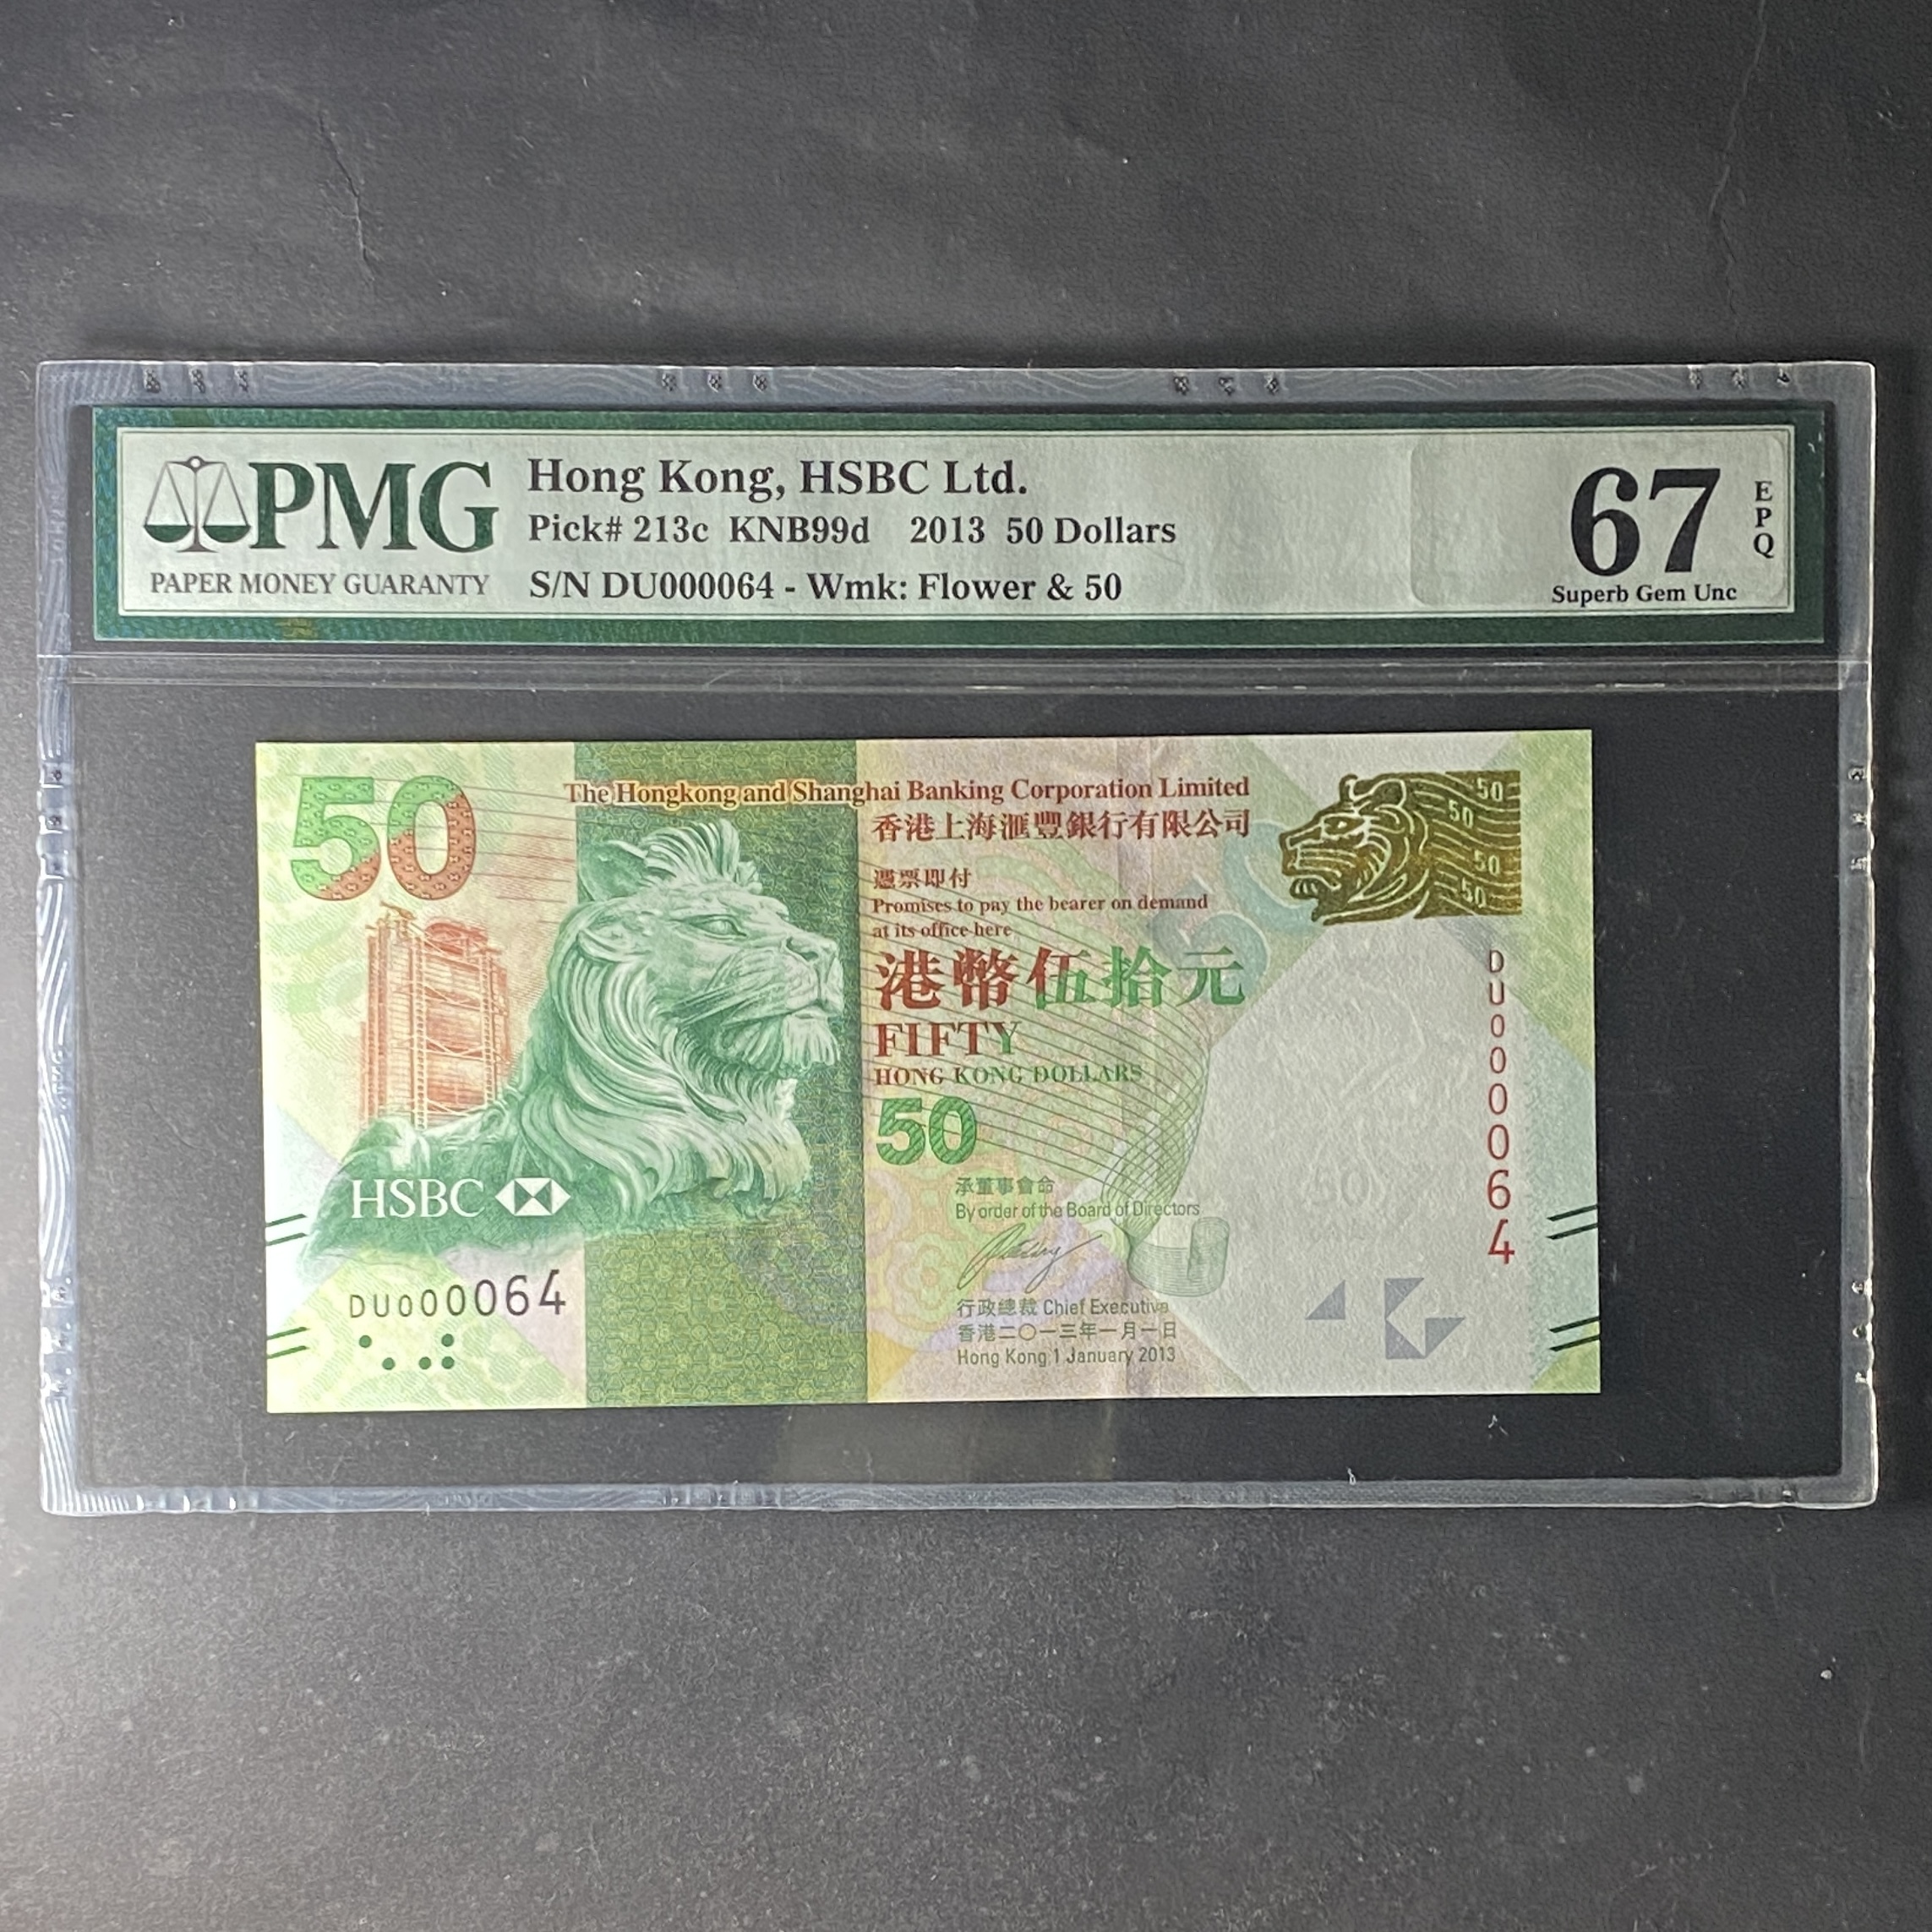 PMG
PAPER MONEY GUARANTY
Hong Kong, HSBC Ltd.
Pick# 213c KNB99d 2013 50 Dollars
S/N DU000064 - Wmk: Flower & 50
67
EPQ
Superb Gem Unc
50
The Hongkong and Shanghai Banking Corporation Limited
香港上海滙豐銀行有限公司
50
50
50
50
憑票即付
Promises to pay the bearer on demand
at its office here
港幣伍拾元
FIFTY
HONG KONG DOLLARS
50
50
承董事會命
By order of the Board of Directors
行政總裁 Chief Executive
香港二〇一三年一月一日
Hong Kong 1 January 2013
HSBC
DU000064
DU000064